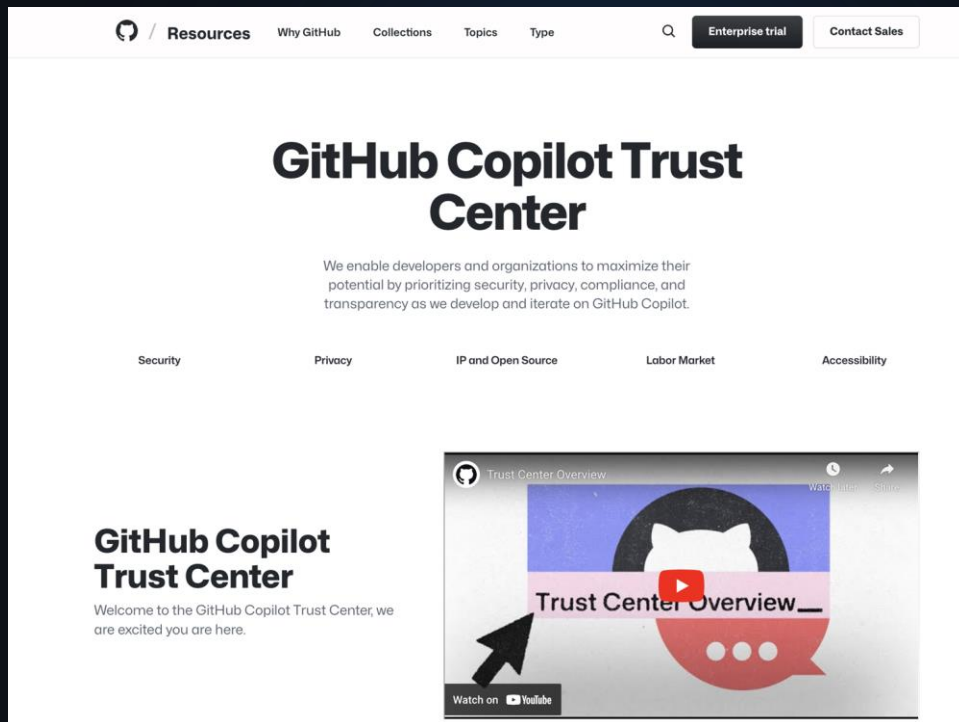 / Resources Why GitHub Collections Topics Type Enterprise trial Contact Sales
GitHub Copilot Trust
Center
We enable developers and organizations to maximize their
potential by prioritizing security, privacy, compliance, and
transparency as we develop and iterate on GitHub Copilot.
Security Privacy IP and Open Source Labor Market Accessibility
Trust Center Overview
Watch later Share
GitHub Copilot
Trust Center
Welcome to the GitHub Copilot Trust Center, we
are excited you are here.
Trust Center Overview
Watch on YouTube